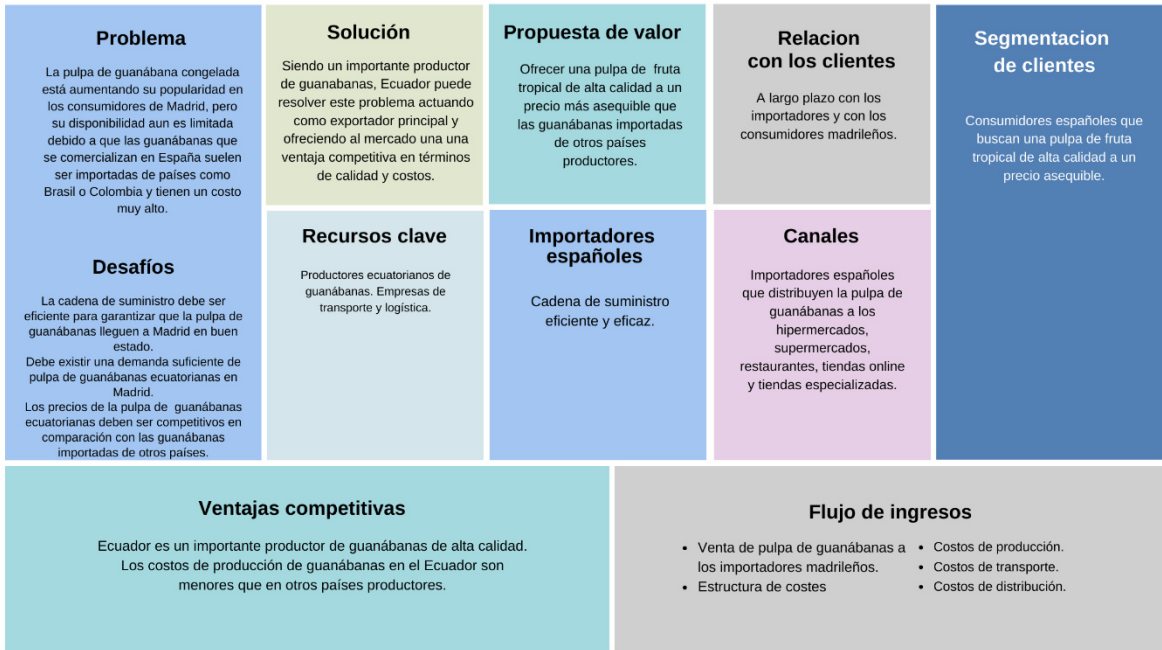 Problema
La pulpa de guanábana congelada
está aumentando su popularidad en
los consumidores de Madrid, pero
su disponibilidad aun es limitada
debido a que las guanábanas que
se comercializan en España suelen
ser importadas de países como
Brasil o Colombia y tienen un costo
muy alto.
Desafíos
La cadena de suministro debe ser
eficiente para garantizar que la pulpa de
guanábanas lleguen a Madrid en buen
estado.
Debe existir una demanda suficiente de
pulpa de guanábanas ecuatorianas en
Madrid.
Los precios de la pulpa de guanábanas
ecuatorianas deben ser competitivos en
comparación con las guanábanas
importadas de otros países.
Solución
Siendo un importante productor
de guanabanas, Ecuador puede
resolver este problema actuando
como exportador principal y
ofreciendo al mercado una una
ventaja competitiva en términos
de calidad y costos.
Recursos clave
Productores ecuatorianos de
guanábanas. Empresas de
transporte y logística.
Propuesta de valor
Ofrecer una pulpa de fruta
tropical de alta calidad a un
precio más asequible que
las guanábanas importadas
de otros países
productores.
Importadores
españoles
Cadena de suministro
eficiente y eficaz.
Relacion
con los clientes
A largo plazo con los
importadores y con los
consumidores madrileños.
Canales
Importadores españoles
que distribuyen la pulpa de
guanábanas a los
hipermercados,
supermercados,
restaurantes, tiendas online
y tiendas especializadas.
Segmentacion
de clientes
Consumidores españoles que
buscan una pulpa de fruta
tropical de alta calidad a un
precio asequible.
Ventajas competitivas
Ecuador es un importante productor de guanábanas de alta calidad.
Los costos de producción de guanábanas en el Ecuador son
menores que en otros países productores.
Flujo de ingresos
• Venta de pulpa de guanábanas a
los importadores madrileños.
• Estructura de costes
• Costos de producción.
• Costos de transporte.
• Costos de distribución.